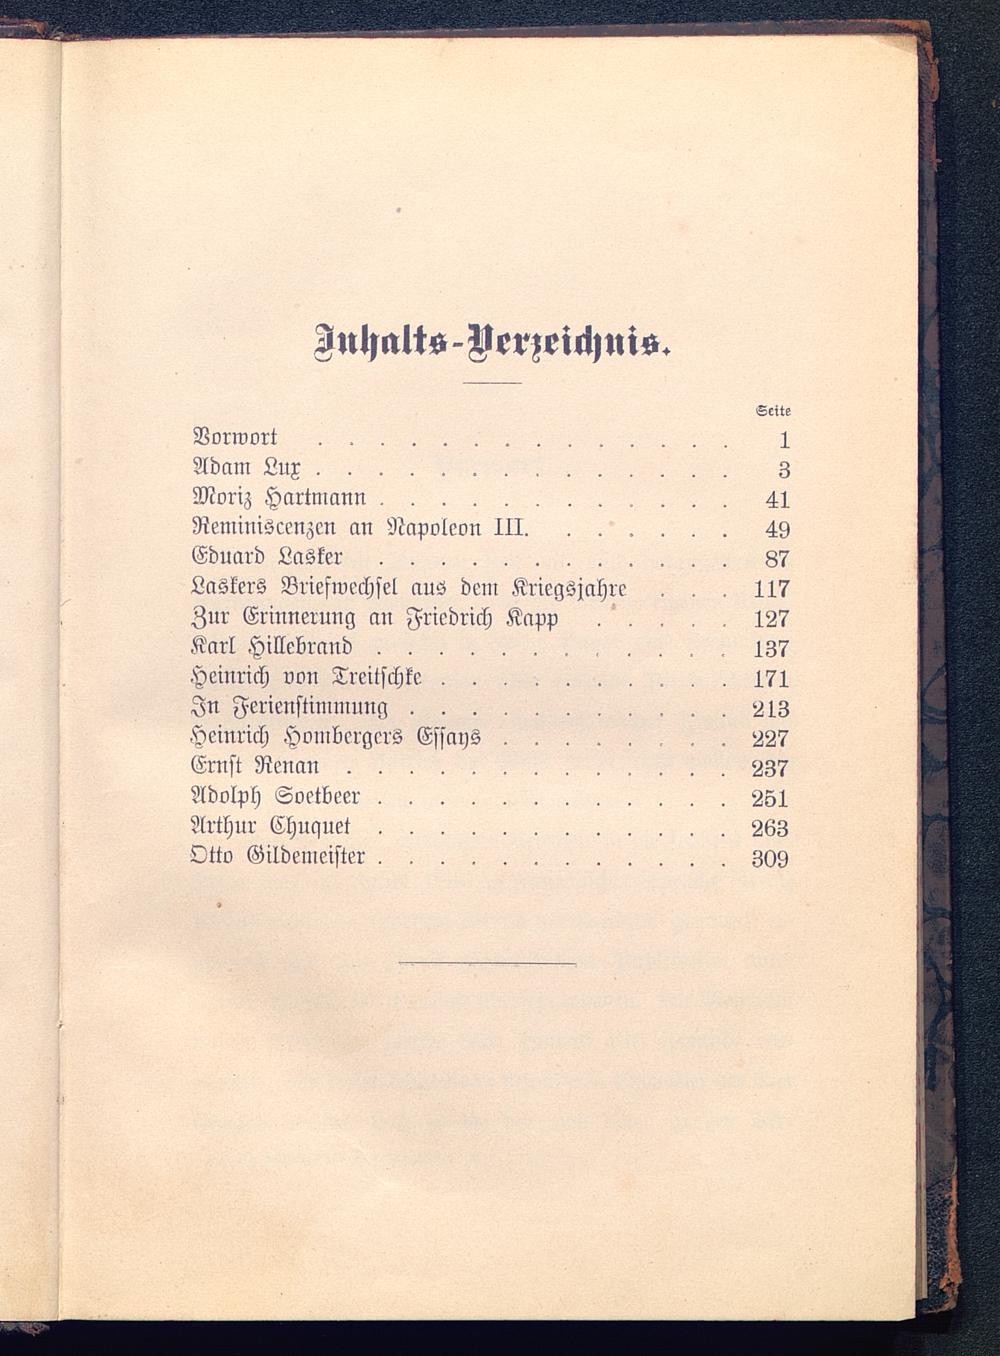 Inhalts-Verzeichnis.
Seite
Vorwort . . . . . . . . . . . . . . 1
Adam Lux . . . . . . . . . . . . . . 3
Moriz Hartmann . . . . . . . . . . . . 41
Reminiscenzen an Napoleon III. . . . . . . 49
Eduard Lasker . . . . . . . . . . . . 87
Laskers Briefwechsel aus dem Kriegsjahre . . . 117
Zur Erinnerung an Friedrich Kapp . . . . . 127
Karl Hillebrand . . . . . . . . . . . . 137
Heinrich von Treitschke . . . . . . . . . . 171
In Ferienstimmung . . . . . . . . . . . 213
Heinrich Hombergers Essays . . . . . . . . 227
Ernst Renan . . . . . . . . . . . . . 237
Adolph Soetbeer . . . . . . . . . . . . 251
Arthur Chuquet . . . . . . . . . . . . 263
Otto Gildemeister . . . . . . . . . . . . 309